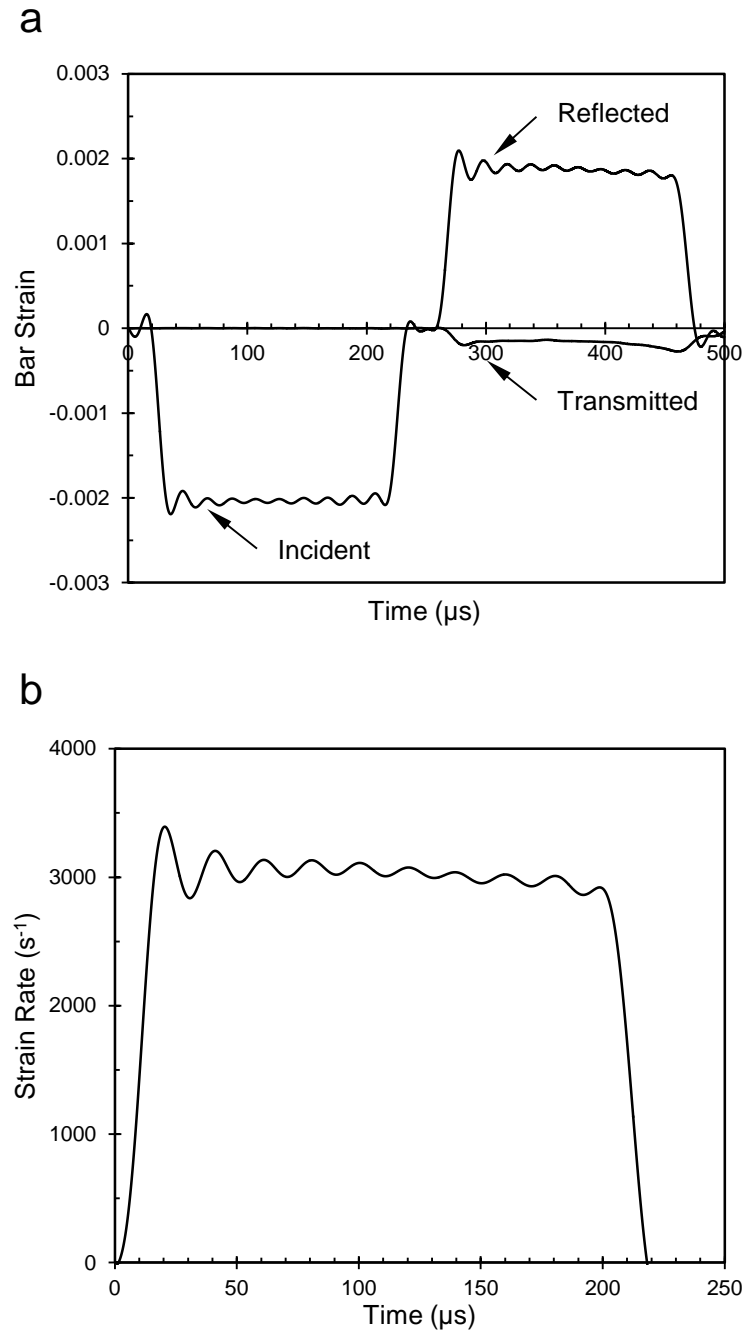 a
0.003
0.002
0.001
0
-0.001
-0.002
-0.003
Bar Strain
0
100
200
300
400
500
Reflected
Transmitted
Incident
Time (µs)
b
4000
3000
2000
1000
0
Strain Rate (s⁻¹)
0
50
100
150
200
250
Time (µs)